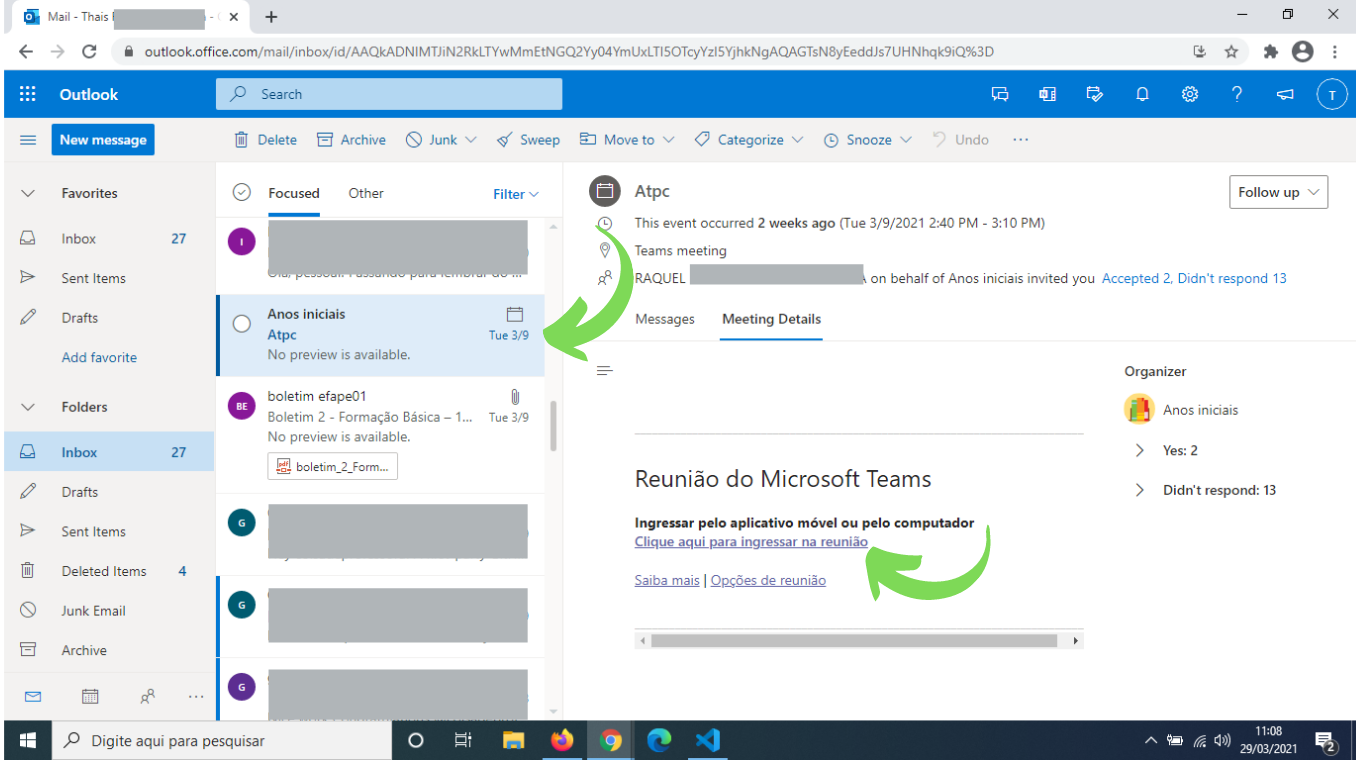 Mail - Thais
outlook.office.com/mail/inbox/id/AAQkADNIMTJiN2RkLTYwMmEtNGQ2Yy04YmUxLTI5OTcyYzI5YjhkNgAQAGTsN8yEeddJs7UHNhqk9iQ%3D
Outlook
Search
T
New message
Delete
Archive
Junk
Sweep
Move to
Categorize
Snooze
Undo
Favorites
Inbox 27
Sent Items
Drafts
Add favorite
Folders
Inbox 27
Drafts
Sent Items
Deleted Items 4
Junk Email
Archive
Focused
Other
Filter
I
Anos iniciais
Atpc Tue 3/9
No preview is available.
BE
boletim efape01
Boletim 2 - Formação Básica – 1... Tue 3/9
No preview is available.
boletim_2_Form...
G
G
G
Atpc
Follow up
This event occurred 2 weeks ago (Tue 3/9/2021 2:40 PM - 3:10 PM)
Teams meeting
RAQUEL on behalf of Anos iniciais invited you Accepted 2, Didn't respond 13
Messages
Meeting Details
Reunião do Microsoft Teams
Ingressar pelo aplicativo móvel ou pelo computador
Clique aqui para ingressar na reunião
Saiba mais | Opções de reunião
Organizer
Anos iniciais
Yes: 2
Didn't respond: 13
Digite aqui para pesquisar
11:08
29/03/2021
2